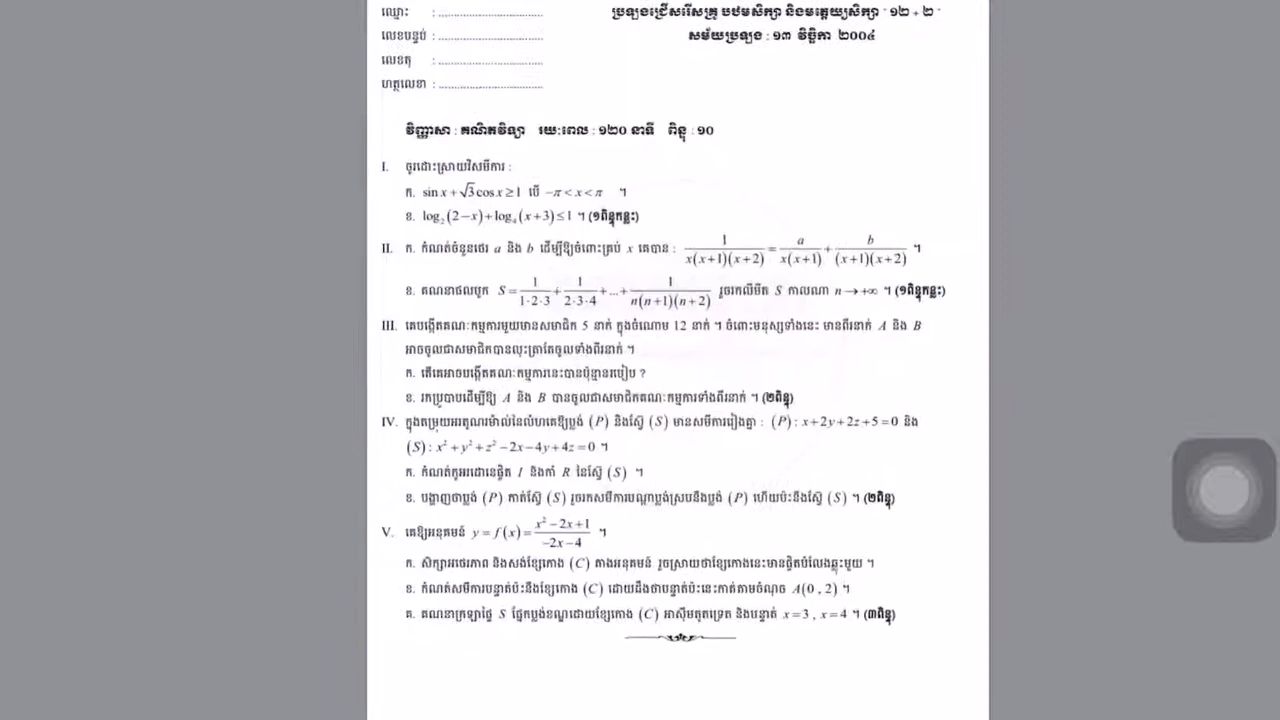 ឈ្មោះ : ...................................
ប្រឡងជ្រើសរើសគ្រូ បឋមសិក្សា និងមត្តេយ្យសិក្សា "១២ + ២"
លេខបន្ទប់ : ...................................
សម័យប្រឡង : ១៣ វិច្ឆិកា ២០០៤
លេខតុ : ...................................
ហត្ថលេខា : ...................................
វិញ្ញាសា : គណិតវិទ្យា រយៈពេល : ១២០ នាទី ពិន្ទុ : ១០
I. ចូរដោះស្រាយវិសមីការ :
ក. sin x + √3 cos x ≥ 1 បើ −π < x < π ។
ខ. log₂(2 − x) + log₄(x + 3) ≤ 1 ។ (១ពិន្ទុកន្លះ)
II. ក. កំណត់ចំនួនថេរ a និង b ដើម្បីឱ្យចំពោះគ្រប់ x គេបាន : 1/(x(x+1)(x+2)) = a/(x(x+1)) + b/((x+1)(x+2)) ។
ខ. គណនាផលបូក S = 1/(1·2·3) + 1/(2·3·4) + ... + 1/(n(n+1)(n+2)) រួចរកលីមីត S កាលណា n → +∞ ។ (១ពិន្ទុកន្លះ)
III. គេបង្កើតគណៈកម្មការមួយមានសមាជិក 5 នាក់ ក្នុងចំណោម 12 នាក់ ។ ចំពោះមនុស្សទាំងនេះ មានពីរនាក់ A និង B
អាចចូលជាសមាជិកបានលុះត្រាតែចូលទាំងពីរនាក់ ។
ក. តើគេអាចបង្កើតគណៈកម្មការនេះបានប៉ុន្មានរបៀប ?
ខ. រកប្រូបាបដើម្បីឱ្យ A និង B បានចូលជាសមាជិកគណៈកម្មការទាំងពីរនាក់ ។ (២ពិន្ទុ)
IV. ក្នុងតម្រុយអរតូណរម៉ាល់នៃលំហគេឱ្យប្លង់ (P) និងស្វ៊ែ (S) មានសមីការរៀងគ្នា : (P) : x + 2y + 2z + 5 = 0 និង
(S) : x² + y² + z² − 2x − 4y + 4z = 0 ។
ក. កំណត់កូអរដោនេផ្ចិត I និងកាំ R នៃស្វ៊ែ (S) ។
ខ. បង្ហាញថាប្លង់ (P) កាត់ស្វ៊ែ (S) រួចរកសមីការបណ្តាប្លង់ស្របនឹងប្លង់ (P) ហើយប៉ះនឹងស្វ៊ែ (S) ។ (២ពិន្ទុ)
V. គេឱ្យអនុគមន៍ y = f(x) = (x² − 2x + 1)/(−2x − 4) ។
ក. សិក្សាអថេរភាព និងសង់ខ្សែកោង (C) តាងអនុគមន៍ រួចស្រាយថាខ្សែកោងនេះមានផ្ចិតបំលែងឆ្លុះមួយ ។
ខ. កំណត់សមីការបន្ទាត់ប៉ះនឹងខ្សែកោង (C) ដោយដឹងថាបន្ទាត់ប៉ះនេះកាត់តាមចំណុច A(0 , 2) ។
គ. គណនាក្រឡាផ្ទៃ S ផ្នែកប្លង់ខណ្ឌដោយខ្សែកោង (C) អាស៊ីមតូតទ្រេត និងបន្ទាត់ x = 3 , x = 4 ។ (៣ពិន្ទុ)